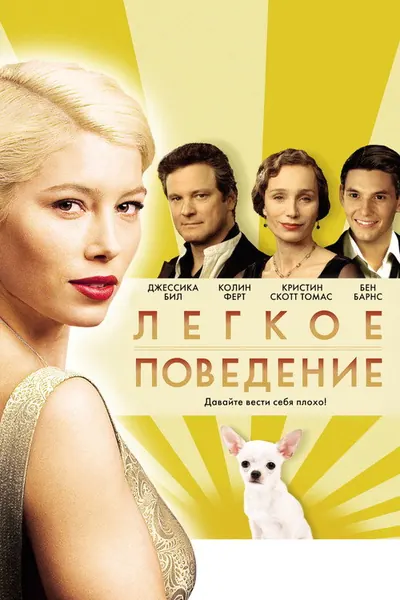 ДЖЕССИКА БИЛ
КОЛИН ФЕРТ
КРИСТИН СКОТТ ТОМАС
БЕН БАРНС
ЛЕГКОЕ
ПОВЕДЕНИЕ
Давайте вести себя плохо!